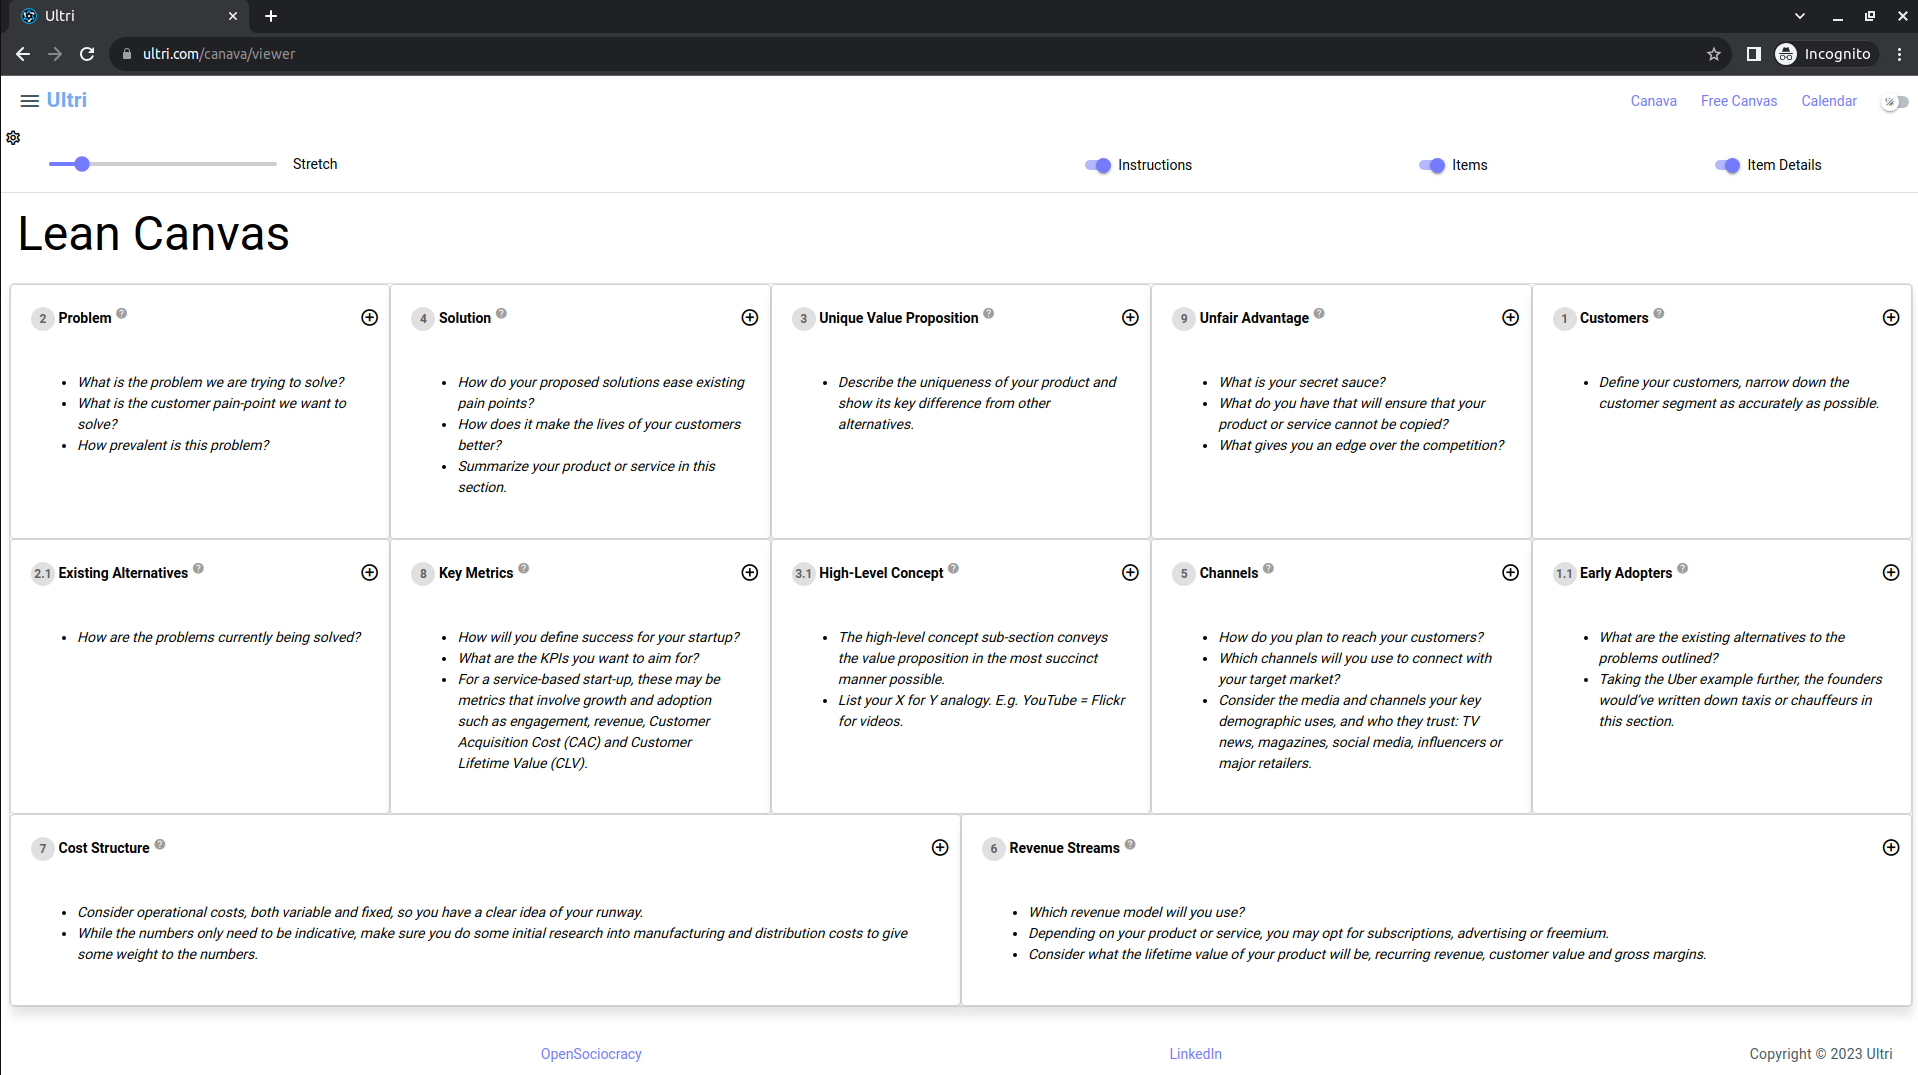 Ultri
ultri.com/canava/viewer
Incognito
Ultri
Canava
Free Canvas
Calendar
Stretch
Instructions
Items
Item Details
Lean Canvas
2 Problem
What is the problem we are trying to solve?
What is the customer pain-point we want to
solve?
How prevalent is this problem?
4 Solution
How do your proposed solutions ease existing
pain points?
How does it make the lives of your customers
better?
Summarize your product or service in this
section.
3 Unique Value Proposition
Describe the uniqueness of your product and
show its key difference from other
alternatives.
9 Unfair Advantage
What is your secret sauce?
What do you have that will ensure that your
product or service cannot be copied?
What gives you an edge over the competition?
1 Customers
Define your customers, narrow down the
customer segment as accurately as possible.
2.1 Existing Alternatives
How are the problems currently being solved?
8 Key Metrics
How will you define success for your startup?
What are the KPIs you want to aim for?
For a service-based start-up, these may be
metrics that involve growth and adoption
such as engagement, revenue, Customer
Acquisition Cost (CAC) and Customer
Lifetime Value (CLV).
3.1 High-Level Concept
The high-level concept sub-section conveys
the value proposition in the most succinct
manner possible.
List your X for Y analogy. E.g. YouTube = Flickr
for videos.
5 Channels
How do you plan to reach your customers?
Which channels will you use to connect with
your target market?
Consider the media and channels your key
demographic uses, and who they trust: TV
news, magazines, social media, influencers or
major retailers.
1.1 Early Adopters
What are the existing alternatives to the
problems outlined?
Taking the Uber example further, the founders
would've written down taxis or chauffeurs in
this section.
7 Cost Structure
Consider operational costs, both variable and fixed, so you have a clear idea of your runway.
While the numbers only need to be indicative, make sure you do some initial research into manufacturing and distribution costs to give
some weight to the numbers.
6 Revenue Streams
Which revenue model will you use?
Depending on your product or service, you may opt for subscriptions, advertising or freemium.
Consider what the lifetime value of your product will be, recurring revenue, customer value and gross margins.
OpenSociocracy
LinkedIn
Copyright © 2023 Ultri